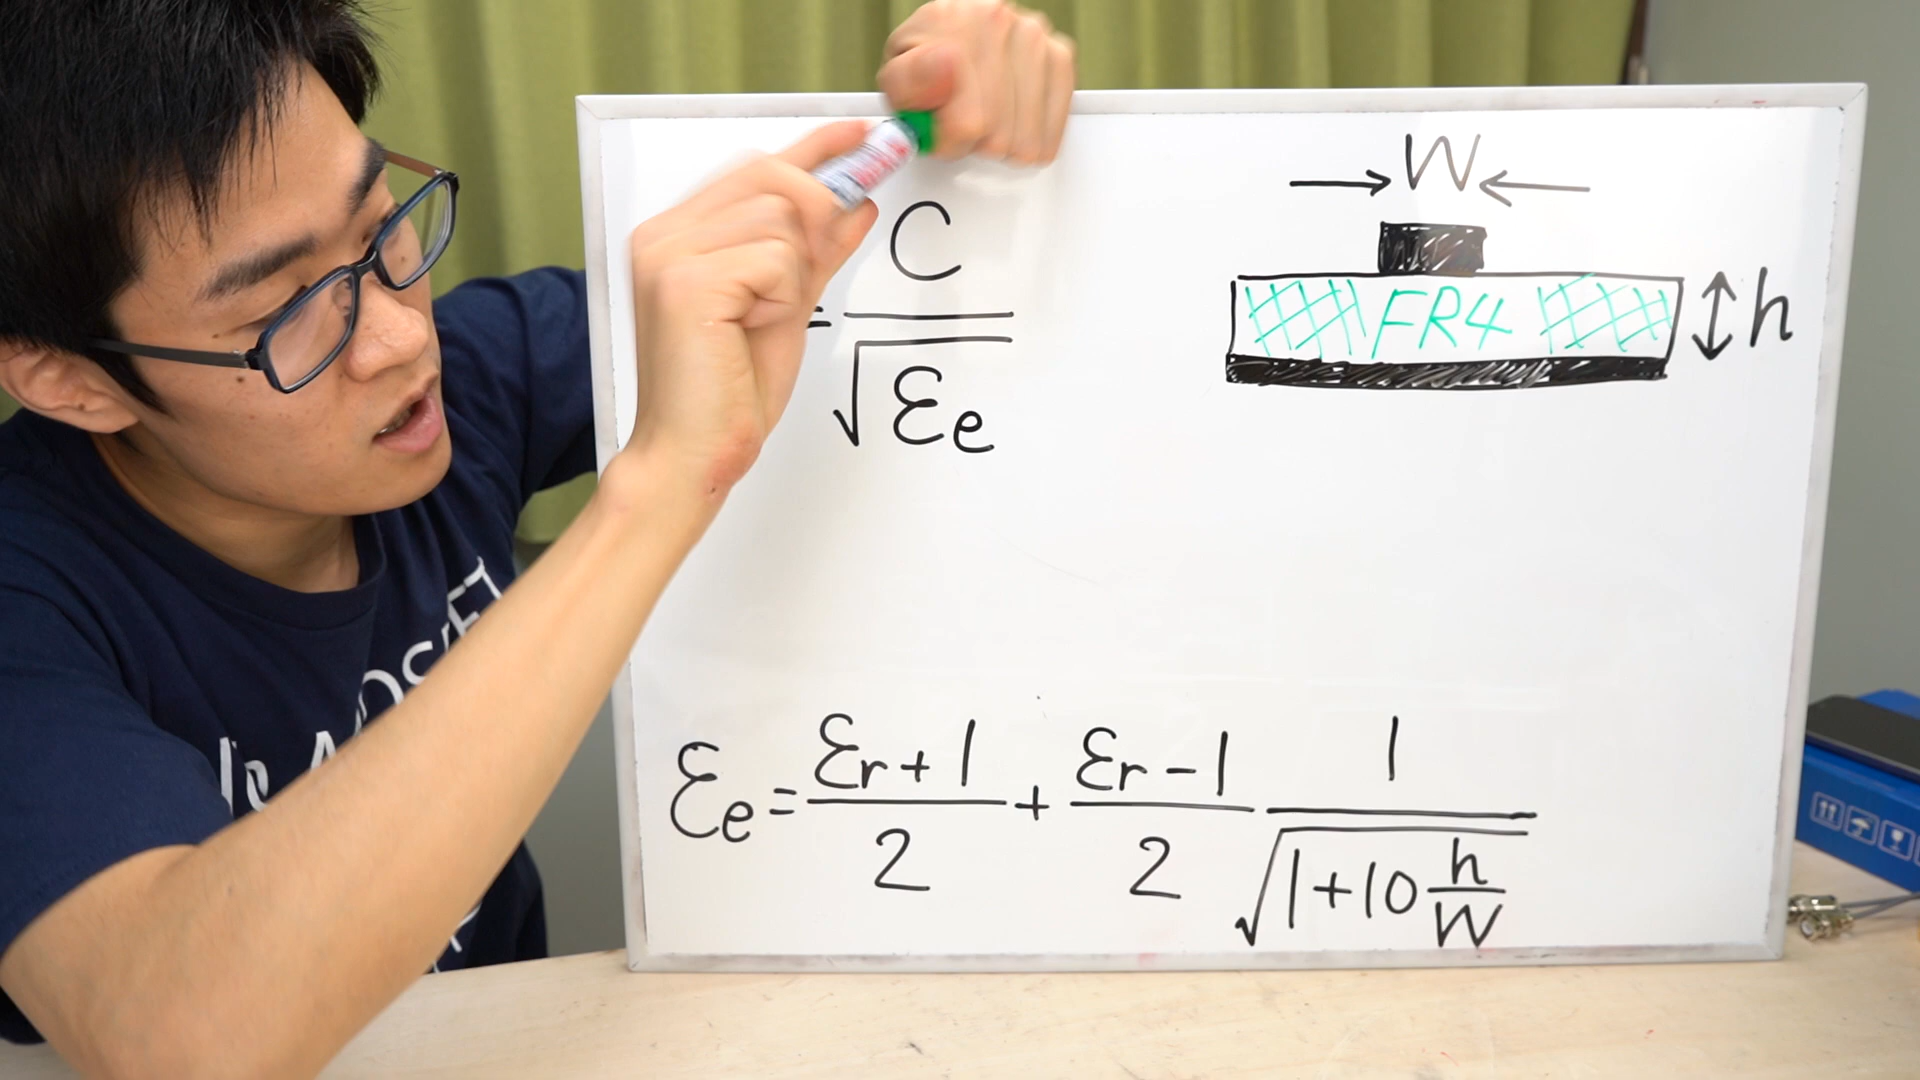 W
= C / √εe
FR4
h
εe = εr+1 / 2 + εr-1 / 2 1 / √1+10 h/W